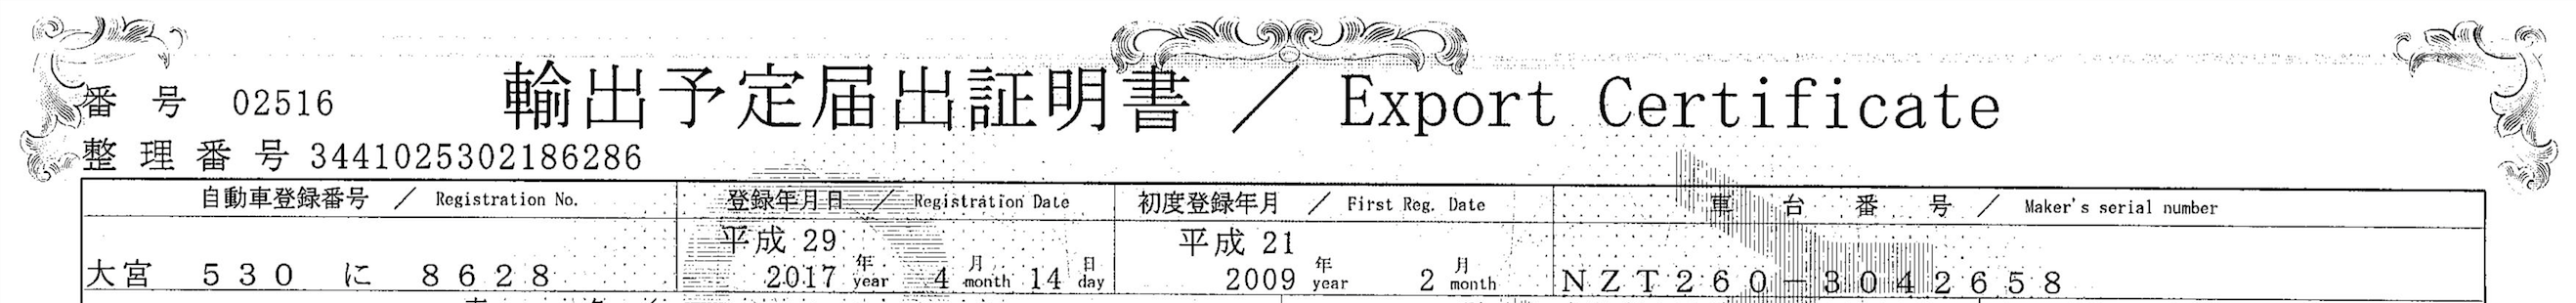 番 号 02516
輸出予定届出証明書 ／ Export Certificate
整 理 番 号 3441025302186286
自動車登録番号 ／ Registration No.
登録年月日 ／ Registration Date
初度登録年月 ／ First Reg. Date
車 台 番 号 ／ Maker's serial number
大宮 530 に 8628
平成 29
2017 年 year 4 月 month 14 日 day
平成 21
2009 年 year 2 月 month
NZT260-3042658